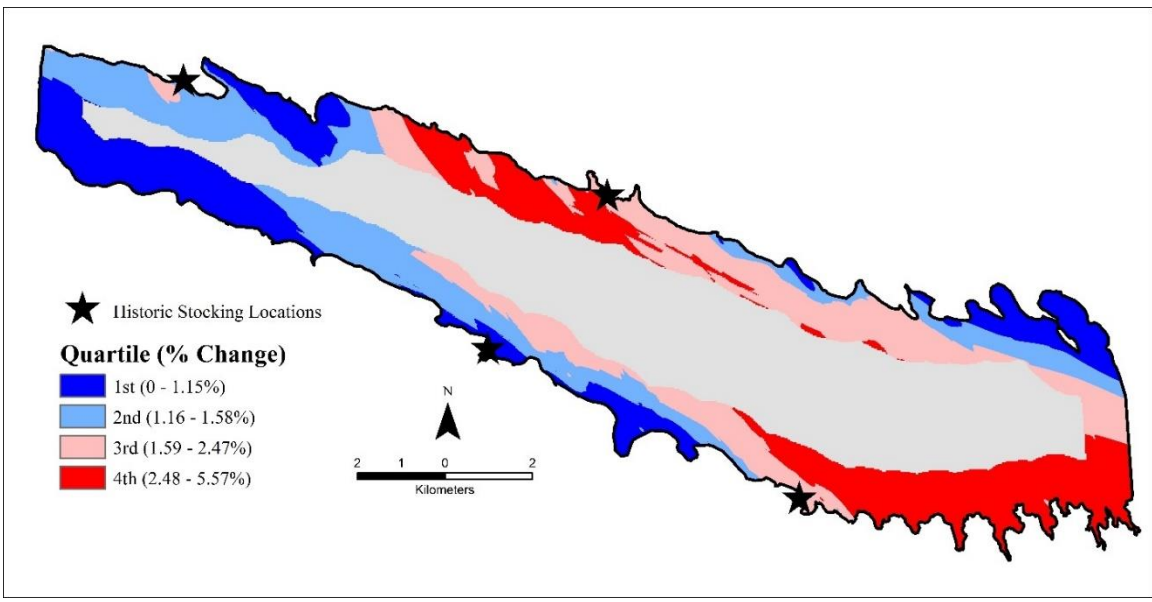 Historic Stocking Locations
Quartile (% Change)
1st (0 - 1.15%)
2nd (1.16 - 1.58%)
3rd (1.59 - 2.47%)
4th (2.48 - 5.57%)
N
2 1 0 2
Kilometers